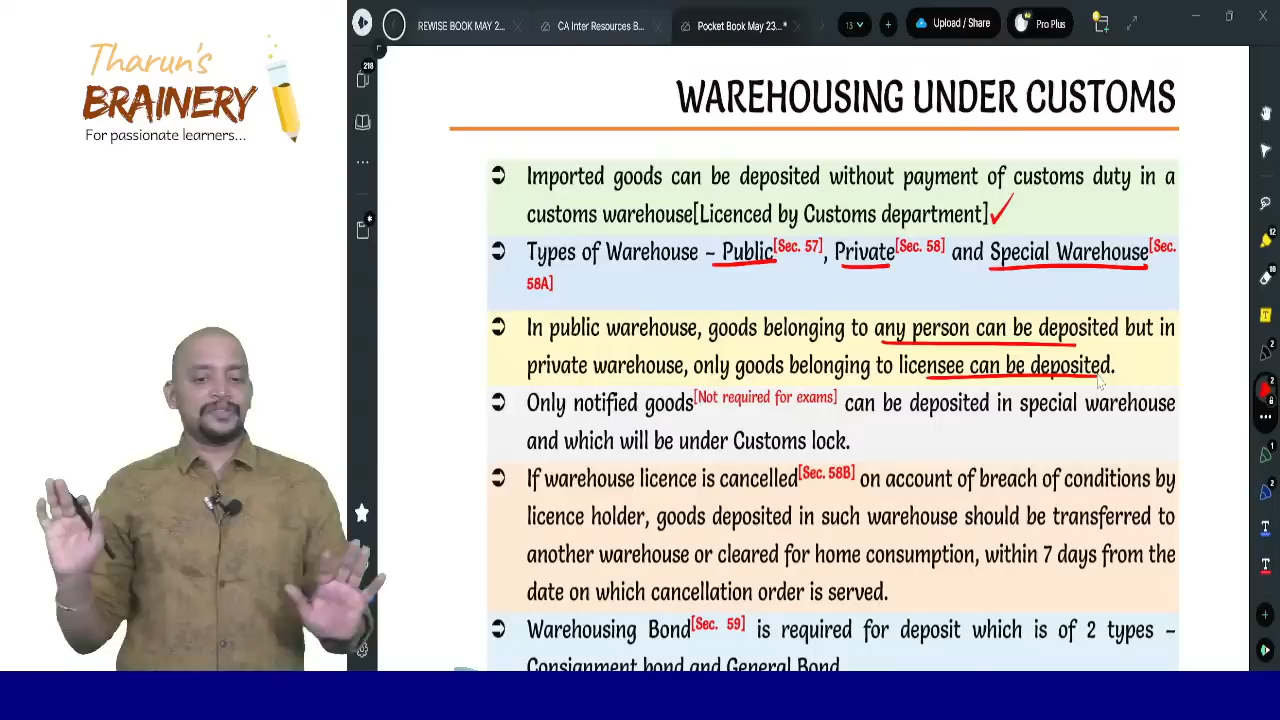 Tharun's
BRAINERY
For passionate learners...
REWISE BOOK MAY 2...
CA Inter Resources B...
Pocket Book May 23...*
13
Upload / Share
Pro Plus
218
WAREHOUSING UNDER CUSTOMS
Imported goods can be deposited without payment of customs duty in a
customs warehouse[Licenced by Customs department]
Types of Warehouse ~ Public[Sec. 57], Private[Sec. 58] and Special Warehouse[Sec.
58A]
In public warehouse, goods belonging to any person can be deposited but in
private warehouse, only goods belonging to licensee can be deposited.
Only notified goods[Not required for exams] can be deposited in special warehouse
and which will be under Customs lock.
If warehouse licence is cancelled[Sec. 58B] on account of breach of conditions by
licence holder, goods deposited in such warehouse should be transferred to
another warehouse or cleared for home consumption, within 7 days from the
date on which cancellation order is served.
Warehousing Bond[Sec. 59] is required for deposit which is of 2 types ~
Consignment bond and General Bond